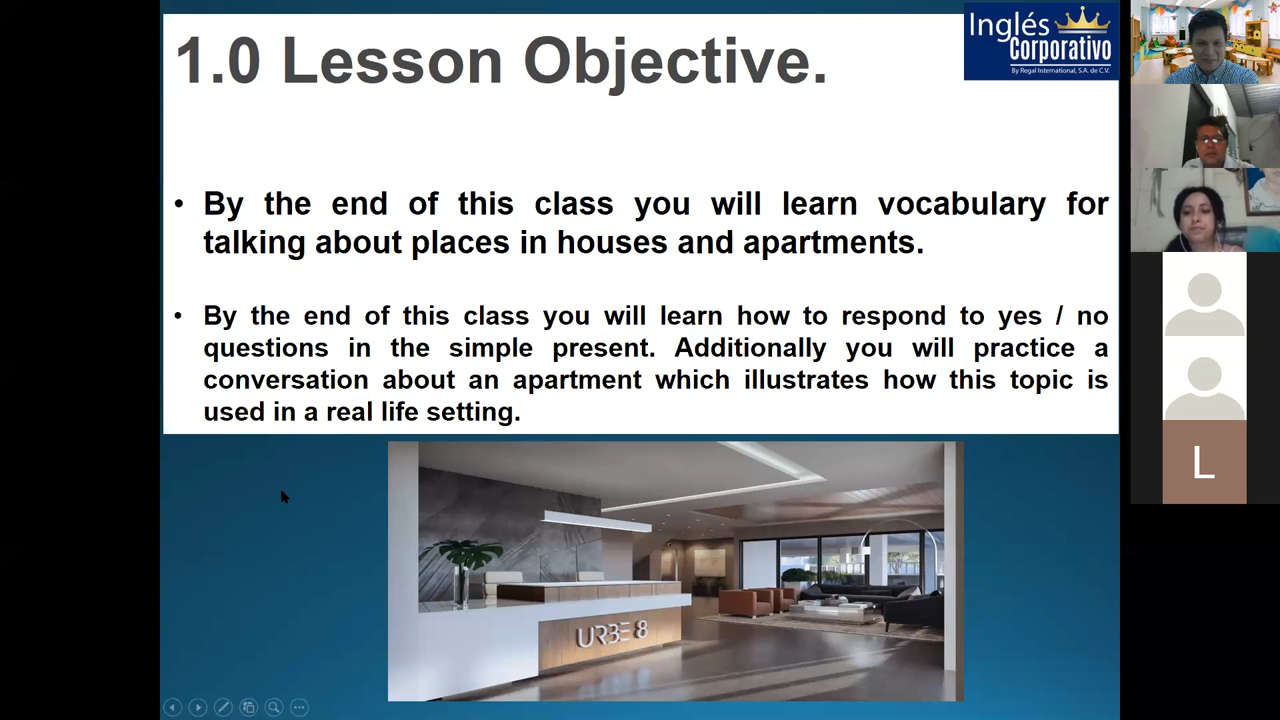 1.0 Lesson Objective.
Inglés
Corporativo
By Regal International, S.A. de C.V.
• By the end of this class you will learn vocabulary for
talking about places in houses and apartments.
• By the end of this class you will learn how to respond to yes / no
questions in the simple present. Additionally you will practice a
conversation about an apartment which illustrates how this topic is
used in a real life setting.
URBE 8
L